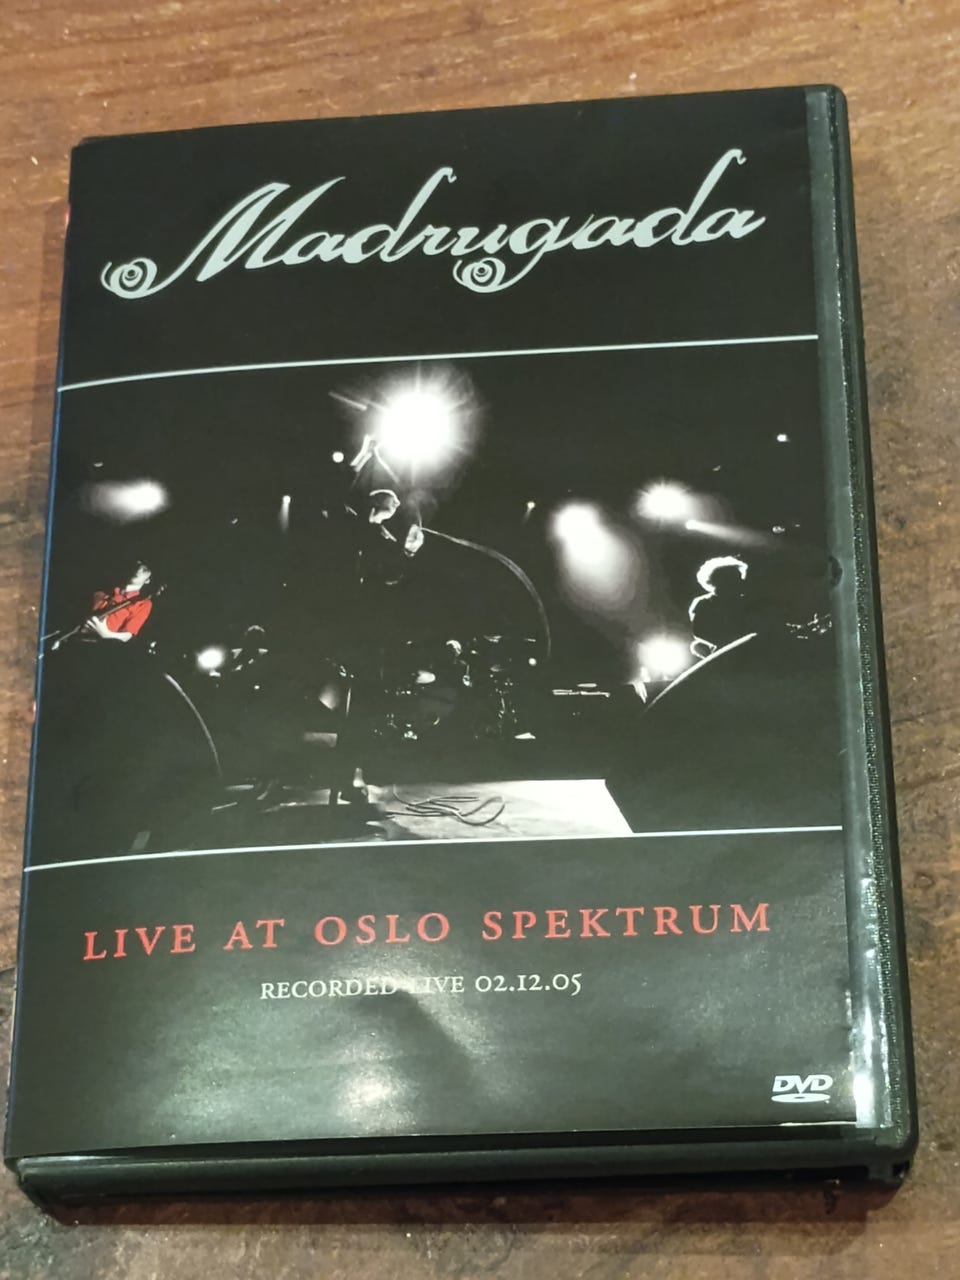 Madrugada
LIVE AT OSLO SPEKTRUM
RECORDED LIVE 02.12.05
DVD